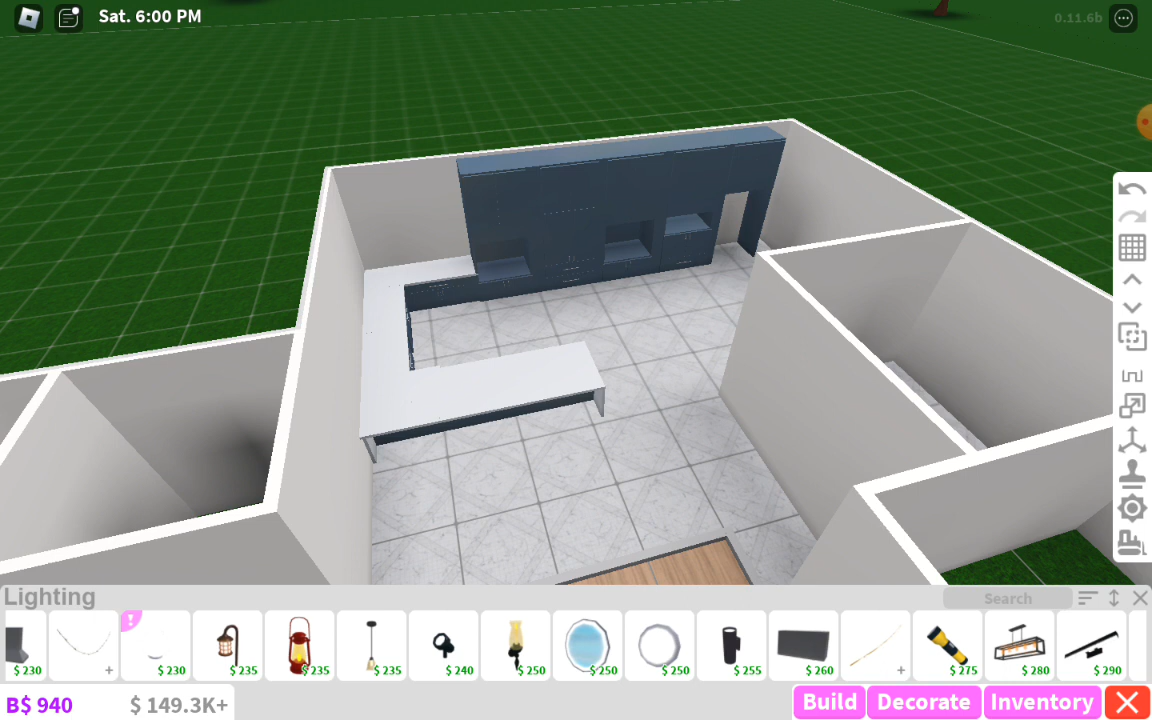 Sat. 6:00 PM
0.11.6b
Lighting
Search
$ 230
+
!
$ 230
$ 235
$ 235
$ 235
$ 240
$ 250
$ 250
$ 250
$ 255
$ 260
+
$ 275
$ 280
$ 290
B$ 940
$ 149.3K+
Build
Decorate
Inventory